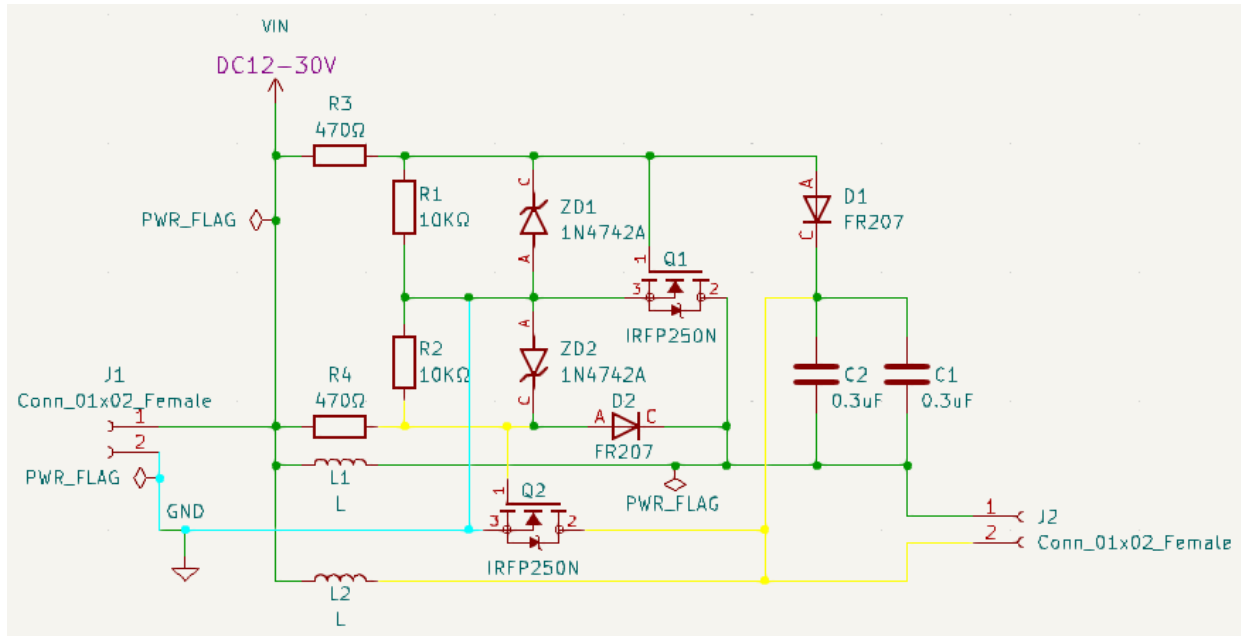 VIN
DC12-30V
R3
470Ω
R1
10KΩ
C
ZD1
1N4742A
A
A
D1
FR207
C
PWR_FLAG
1
Q1
3
2
IRFP250N
A
ZD2
1N4742A
C
R2
10KΩ
C2
0.3uF
C1
0.3uF
J1
Conn_01x02_Female
1
2
R4
470Ω
D2
A
C
FR207
PWR_FLAG
L1
L
PWR_FLAG
GND
1
Q2
3
2
IRFP250N
1
J2
2
Conn_01x02_Female
L2
L